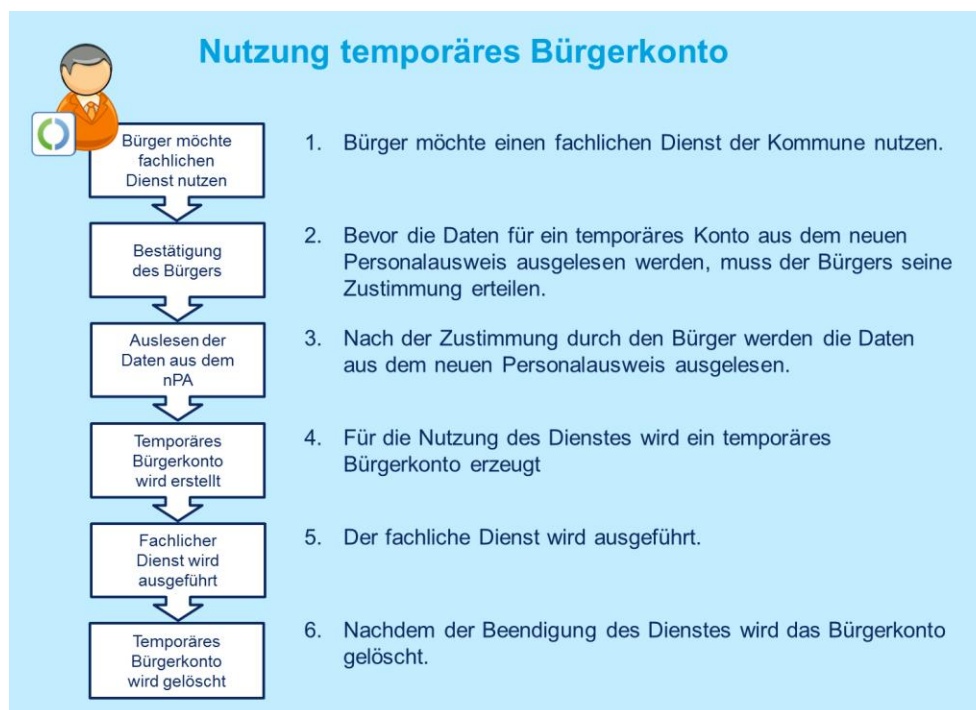 Nutzung temporäres Bürgerkonto
Bürger möchte
fachlichen
Dienst nutzen
1. Bürger möchte einen fachlichen Dienst der Kommune nutzen.
Bestätigung
des Bürgers
2. Bevor die Daten für ein temporäres Konto aus dem neuen
Personalausweis ausgelesen werden, muss der Bürgers seine
Zustimmung erteilen.
Auslesen der
Daten aus dem
nPA
3. Nach der Zustimmung durch den Bürger werden die Daten
aus dem neuen Personalausweis ausgelesen.
Temporäres
Bürgerkonto
wird erstellt
4. Für die Nutzung des Dienstes wird ein temporäres
Bürgerkonto erzeugt
Fachlicher
Dienst wird
ausgeführt
5. Der fachliche Dienst wird ausgeführt.
Temporäres
Bürgerkonto
wird gelöscht
6. Nachdem der Beendigung des Dienstes wird das Bürgerkonto
gelöscht.